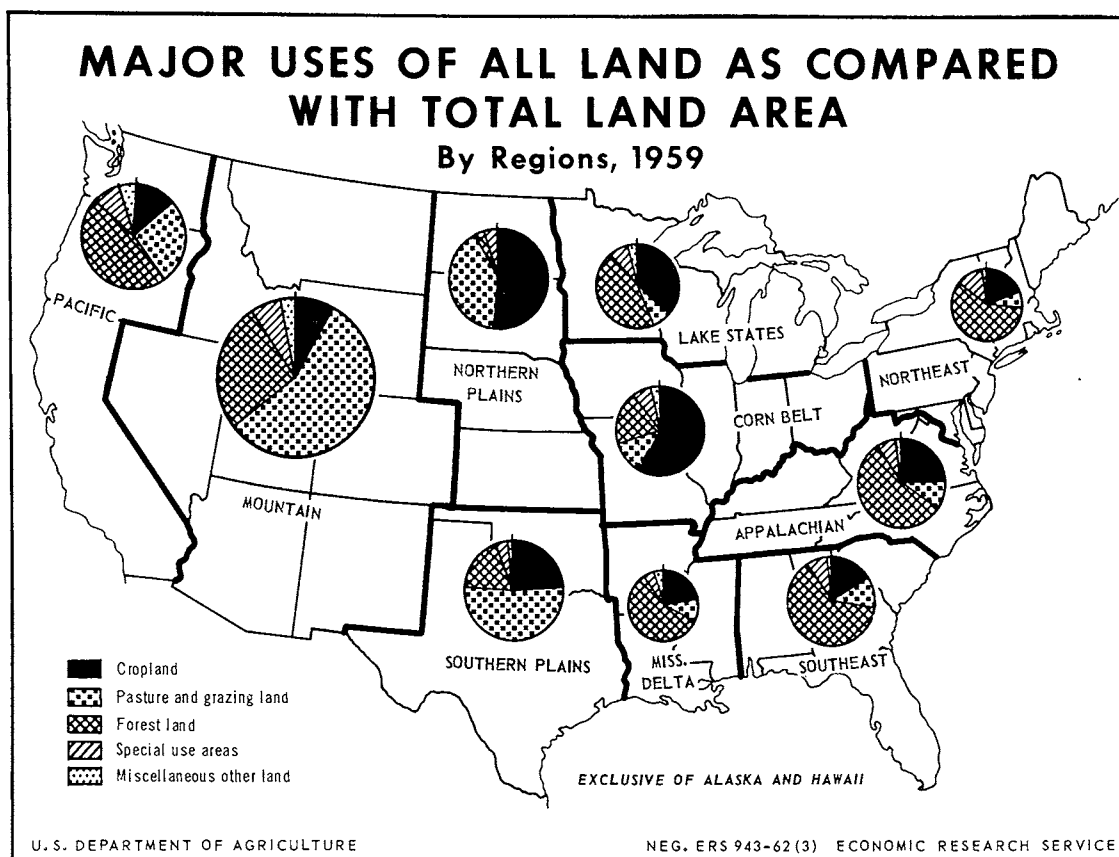 MAJOR USES OF ALL LAND AS COMPARED
WITH TOTAL LAND AREA
By Regions, 1959
PACIFIC
LAKE STATES
NORTHERN
PLAINS
NORTHEAST
CORN BELT
MOUNTAIN
APPALACHIAN
SOUTHERN PLAINS
MISS.
DELTA
SOUTHEAST
Cropland
Pasture and grazing land
Forest land
Special use areas
Miscellaneous other land
EXCLUSIVE OF ALASKA AND HAWAII
U.S. DEPARTMENT OF AGRICULTURE
NEG. ERS 943-62(3) ECONOMIC RESEARCH SERVICE